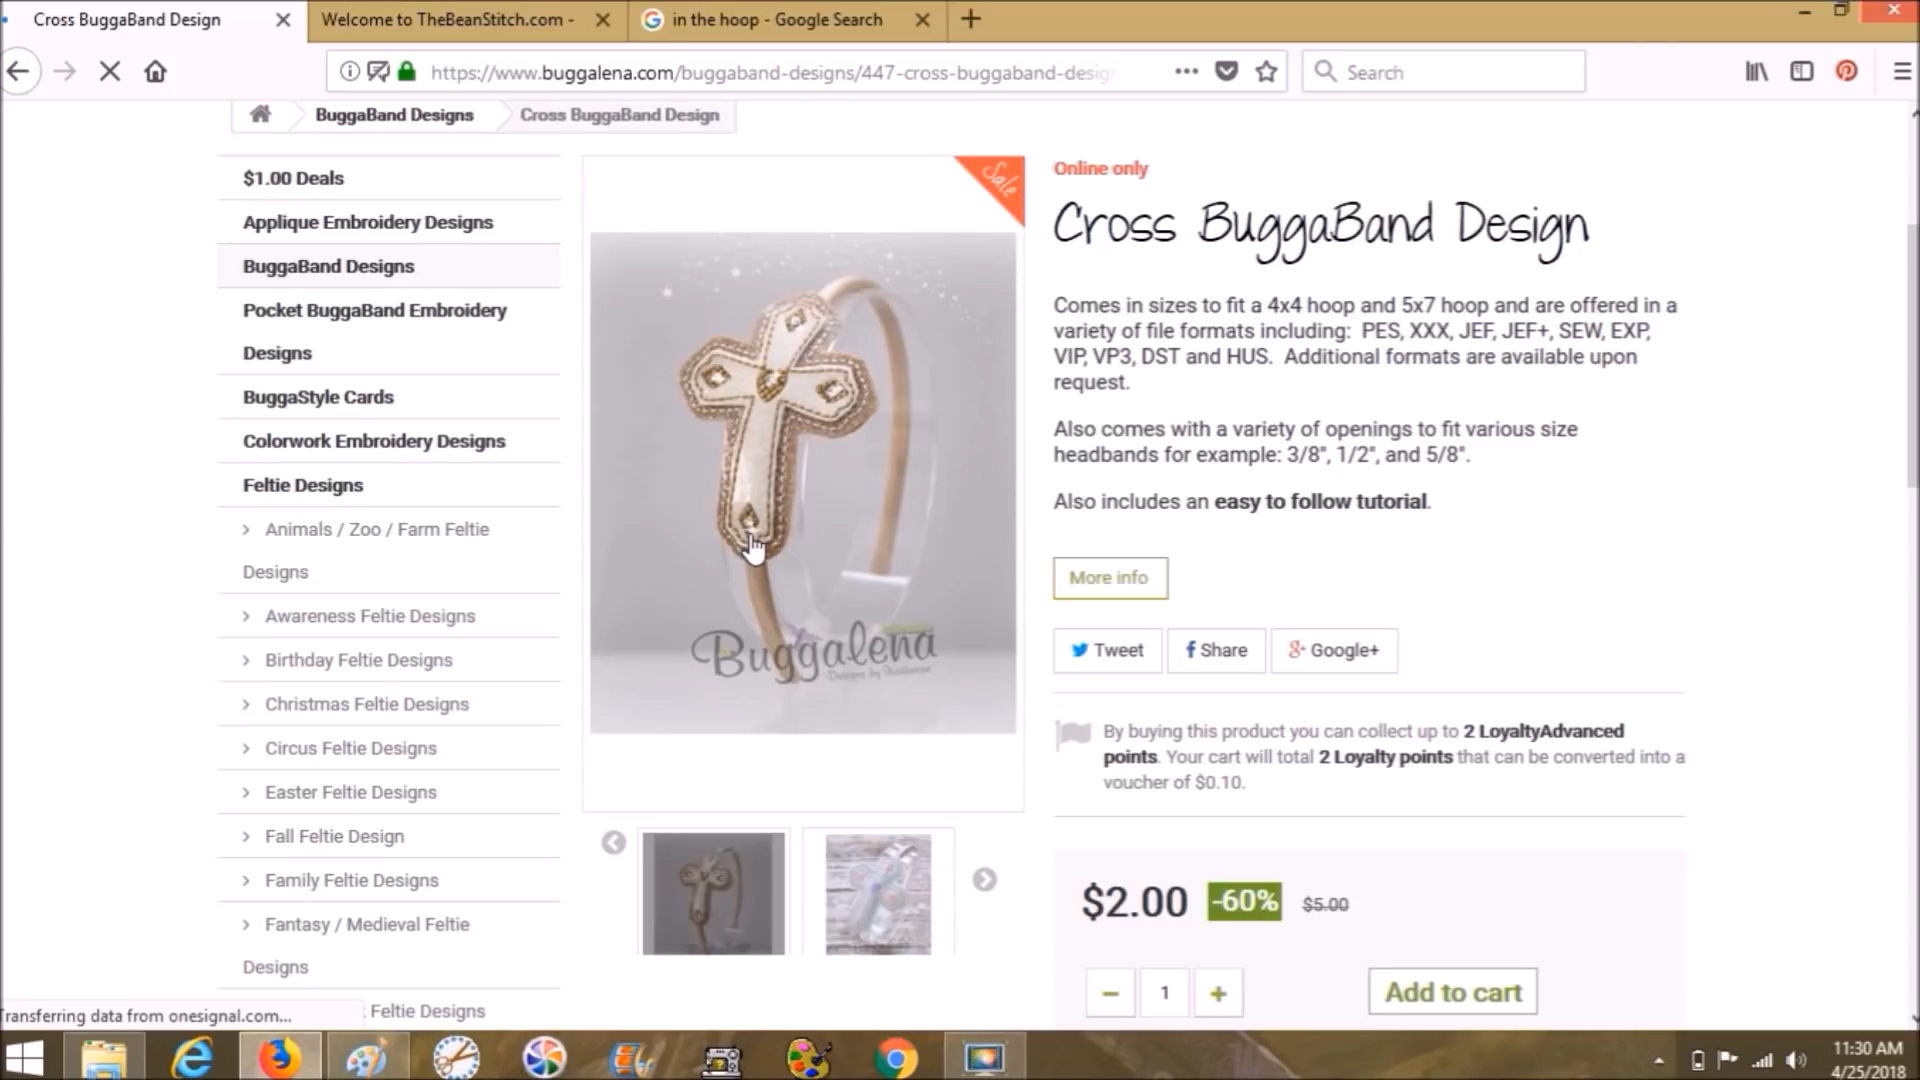 Cross BuggaBand Design
Welcome to TheBeanStitch.com -
in the hoop - Google Search
https://www.buggalena.com/buggaband-designs/447-cross-buggaband-desig
Search
BuggaBand Designs
Cross BuggaBand Design
$1.00 Deals
Applique Embroidery Designs
BuggaBand Designs
Pocket BuggaBand Embroidery
Designs
BuggaStyle Cards
Colorwork Embroidery Designs
Feltie Designs
Animals / Zoo / Farm Feltie
Designs
Awareness Feltie Designs
Birthday Feltie Designs
Christmas Feltie Designs
Circus Feltie Designs
Easter Feltie Designs
Fall Feltie Design
Family Feltie Designs
Fantasy / Medieval Feltie
Designs
Feltie Designs
Transferring data from onesignal.com...
Sale
Buggalena
Online only
Cross BuggaBand Design
Comes in sizes to fit a 4x4 hoop and 5x7 hoop and are offered in a
variety of file formats including: PES, XXX, JEF, JEF+, SEW, EXP,
VIP, VP3, DST and HUS. Additional formats are available upon
request.
Also comes with a variety of openings to fit various size
headbands for example: 3/8", 1/2", and 5/8".
Also includes an easy to follow tutorial.
More info
Tweet
Share
Google+
By buying this product you can collect up to 2 LoyaltyAdvanced
points. Your cart will total 2 Loyalty points that can be converted into a
voucher of $0.10.
$2.00 -60% $5.00
1
Add to cart
11:30 AM
4/25/2018